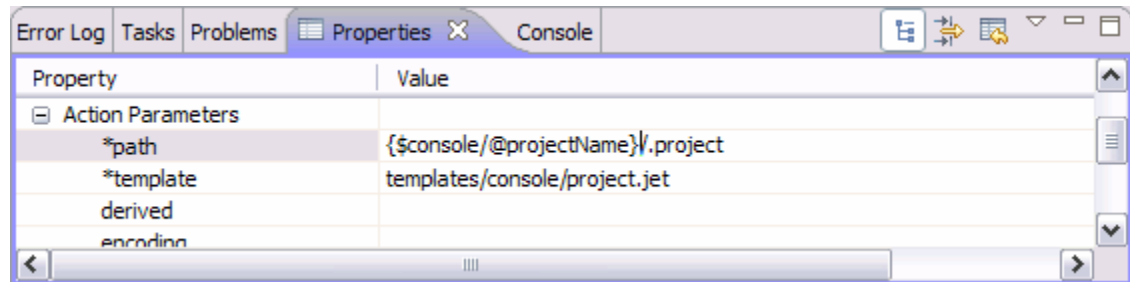 Error Log Tasks Problems Properties Console
Property Value
Action Parameters
*path {$console/@projectName}/.project
*template templates/console/project.jet
derived
encoding